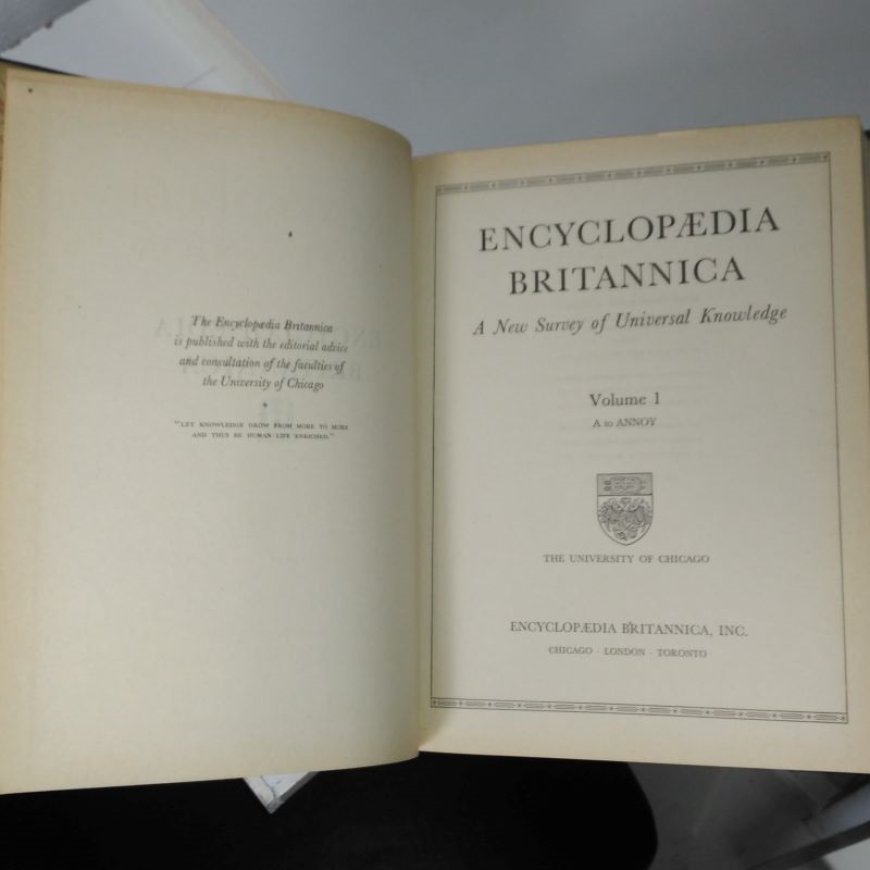 The Encyclopædia Britannica
is published with the editorial advice
and consultation of the faculties of
the University of Chicago
"LET KNOWLEDGE GROW FROM MORE TO MORE
AND THUS BE HUMAN LIFE ENRICHED."
ENCYCLOPÆDIA
BRITANNICA
A New Survey of Universal Knowledge
Volume 1
A to ANNOY
THE UNIVERSITY OF CHICAGO
ENCYCLOPÆDIA BRITANNICA, INC.
CHICAGO · LONDON · TORONTO